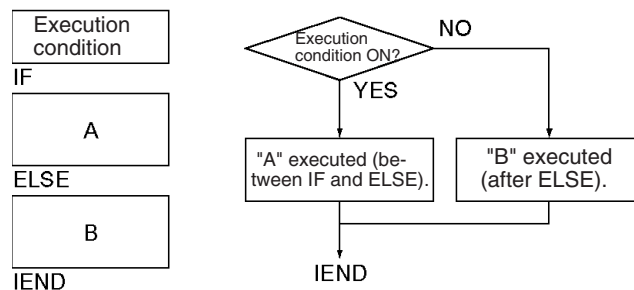 Execution
condition
IF
A
ELSE
B
IEND
Execution
condition ON?
NO
YES
"A" executed (be-
tween IF and ELSE).
"B" executed
(after ELSE).
IEND